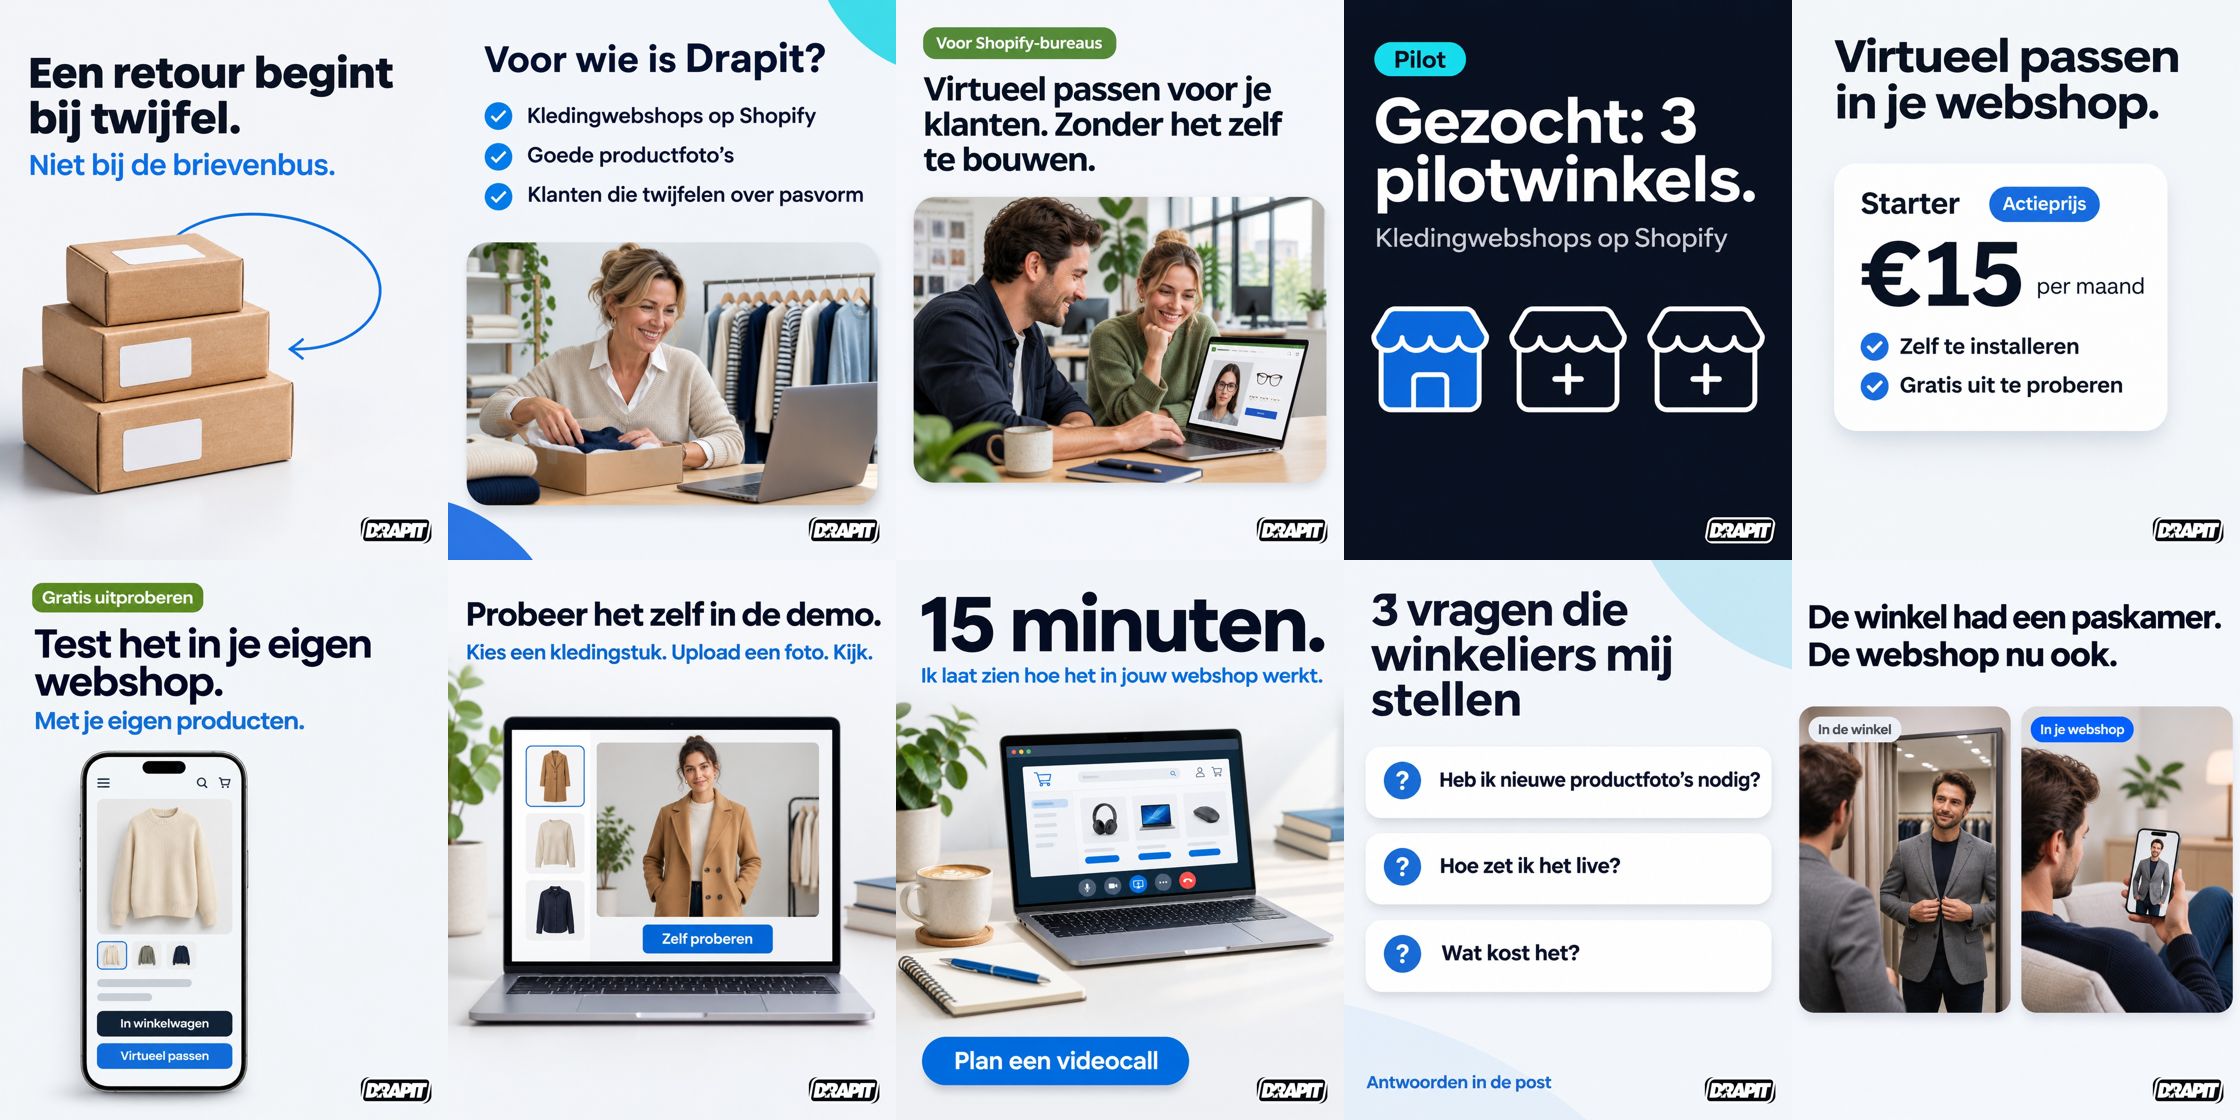 Een retour begint
bij twijfel.
Niet bij de brievenbus.
DRAPIT
Voor wie is Drapit?
Kledingwebshops op Shopify
Goede productfoto's
Klanten die twijfelen over pasvorm
DRAPIT
Voor Shopify-bureaus
Virtueel passen voor je
klanten. Zonder het zelf
te bouwen.
DRAPIT
Pilot
Gezocht: 3
pilotwinkels.
Kledingwebshops op Shopify
DRAPIT
Virtueel passen
in je webshop.
Starter
Actieprijs
€15 per maand
Zelf te installeren
Gratis uit te proberen
DRAPIT
Gratis uitproberen
Test het in je eigen
webshop.
Met je eigen producten.
In winkelwagen
Virtueel passen
DRAPIT
Probeer het zelf in de demo.
Kies een kledingstuk. Upload een foto. Kijk.
Zelf proberen
DRAPIT
15 minuten.
Ik laat zien hoe het in jouw webshop werkt.
Plan een videocall
DRAPIT
3 vragen die
winkeliers mij
stellen
? Heb ik nieuwe productfoto's nodig?
? Hoe zet ik het live?
? Wat kost het?
Antwoorden in de post
DRAPIT
De winkel had een paskamer.
De webshop nu ook.
In de winkel
In je webshop
DRAPIT